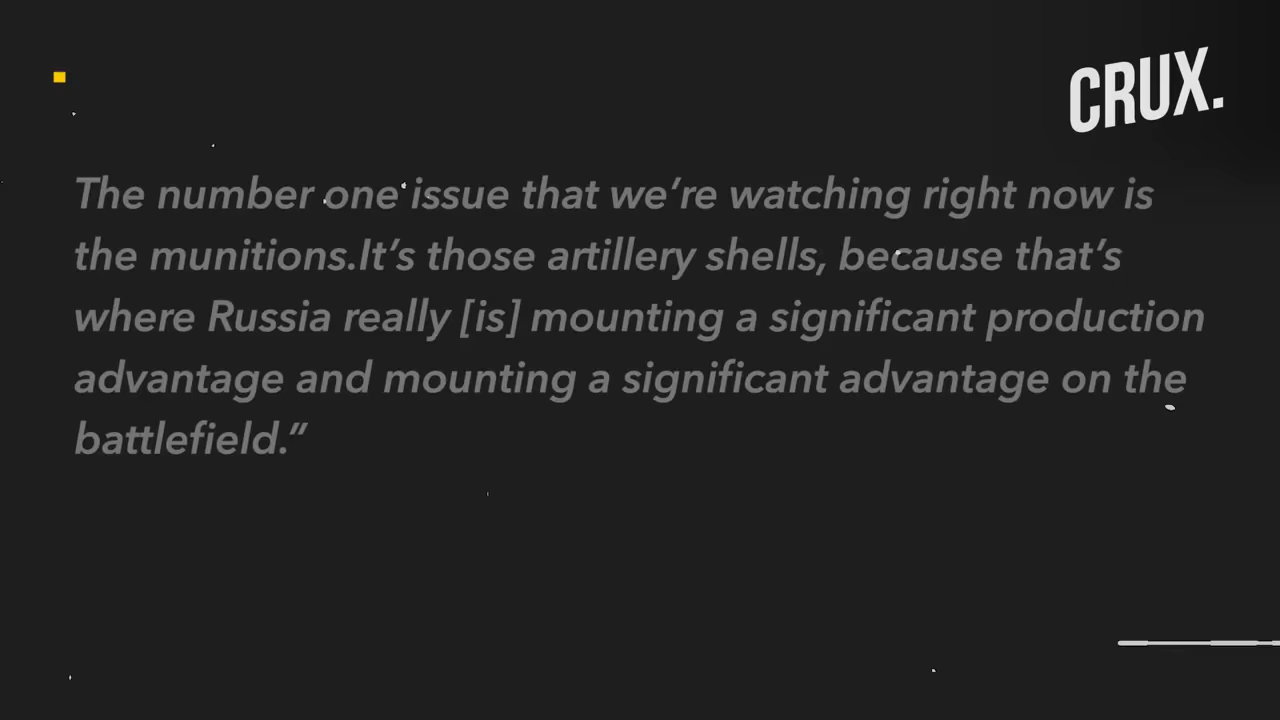 CRUX.
The number one issue that we’re watching right now is
the munitions.It’s those artillery shells, because that’s
where Russia really [is] mounting a significant production
advantage and mounting a significant advantage on the
battlefield.”